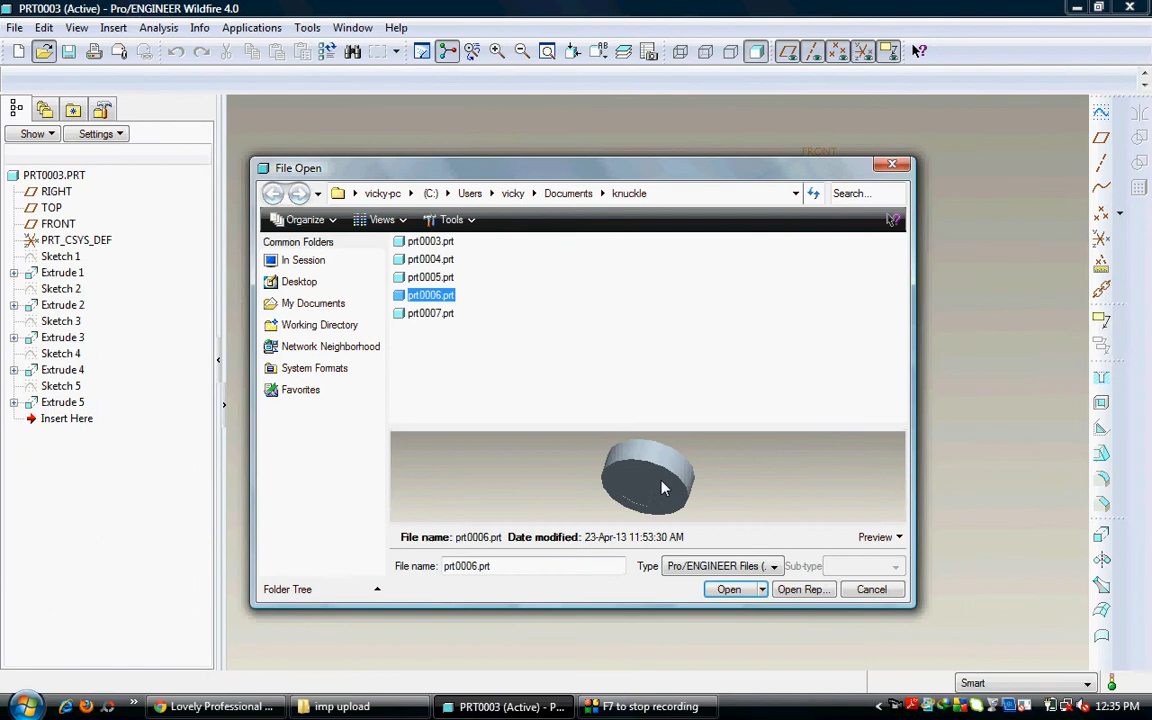 PRT0003 (Active) - Pro/ENGINEER Wildfire 4.0
File Edit View Insert Analysis Info Applications Tools Window Help
Show Settings
PRT0003.PRT
RIGHT
TOP
FRONT
PRT_CSYS_DEF
Sketch 1
Extrude 1
Sketch 2
Extrude 2
Sketch 3
Extrude 3
Sketch 4
Extrude 4
Sketch 5
Extrude 5
Insert Here
FRONT
File Open
vicky-pc (C:) Users vicky Documents knuckle Search...
Organize Views Tools
Common Folders
In Session
Desktop
My Documents
Working Directory
Network Neighborhood
System Formats
Favorites
prt0003.prt
prt0004.prt
prt0005.prt
prt0006.prt
prt0007.prt
File name: prt0006.prt Date modified: 23-Apr-13 11:53:30 AM Preview
File name: prt0006.prt Type Pro/ENGINEER Files (. Sub-type
Folder Tree Open Open Rep... Cancel
Smart
Lovely Professional ... imp upload PRT0003 (Active) - P... F7 to stop recording 12:35 PM